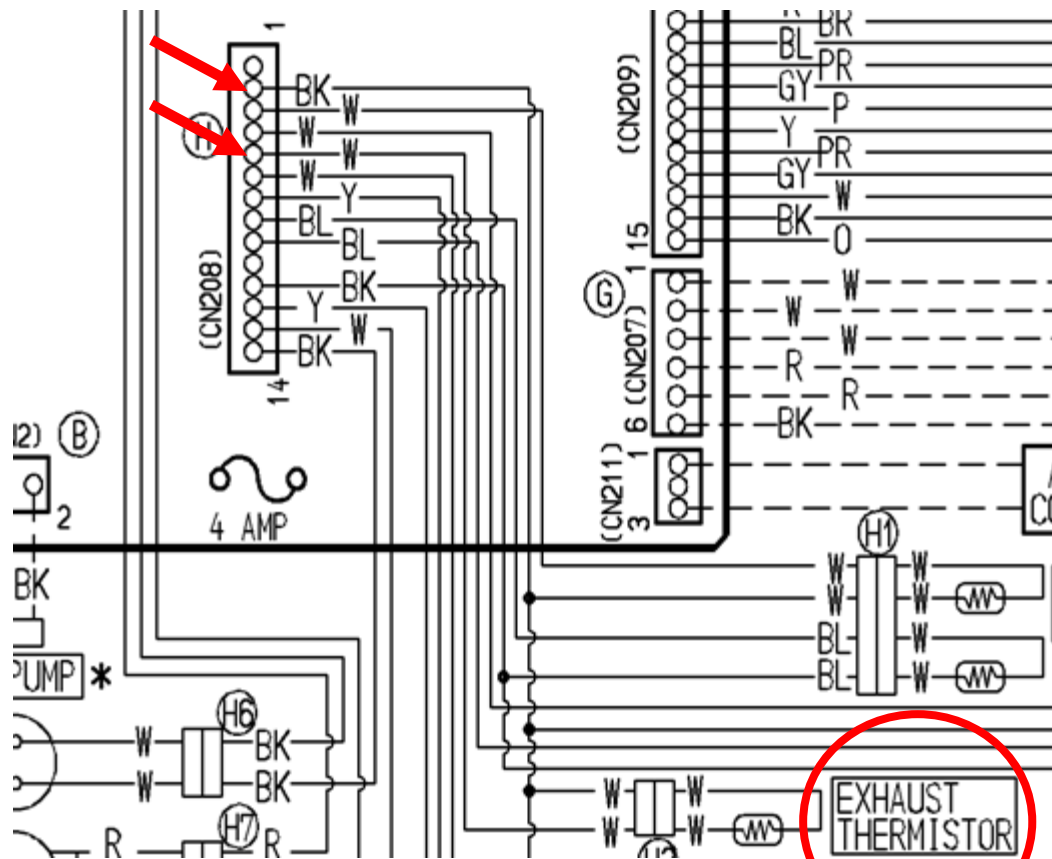 1
BK
W
W
W
W
Y
BL
BL
BK
Y
W
BK
H
(CN208)
14
4 AMP
BR
BL
PR
GY
P
Y
PR
GY
W
BK
O
(CN209)
15
G
1
(CN207)
6
W
W
W
R
R
BK
(CN211)
1
3
B
2
BK
PUMP *
H1
W
W
BL
BL
W
W
W
W
H6
W
W
BK
BK
H7
R
R
W
W
W
W
EXHAUST
THERMISTOR